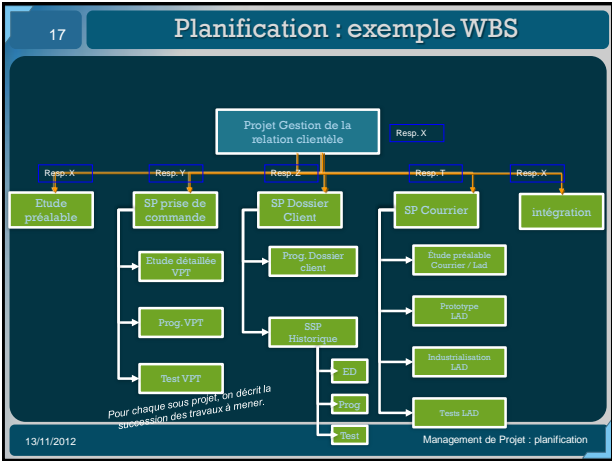 17
Planification : exemple WBS
Projet Gestion de la
relation clientèle
Resp. X
Resp. X
Resp. Y
Resp. Z
Resp. T
Resp. X
Etude
préalable
SP prise de
commande
SP Dossier
Client
SP Courrier
intégration
Etude détaillée
VPT
Prog. VPT
Test VPT
Prog. Dossier
client
SSP
Historique
ED
Prog
Test
Étude préalable
Courrier / Lad
Prototype
LAD
Industrialisation
LAD
Tests LAD
Pour chaque sous projet, on décrit la
succession des travaux à mener.
13/11/2012
Management de Projet : planification